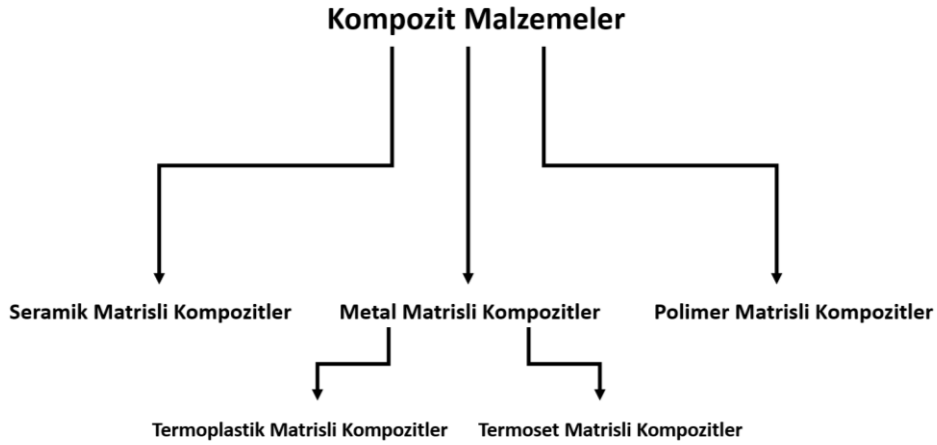 Kompozit Malzemeler
Seramik Matrisli Kompozitler
Metal Matrisli Kompozitler
Polimer Matrisli Kompozitler
Termoplastik Matrisli Kompozitler
Termoset Matrisli Kompozitler